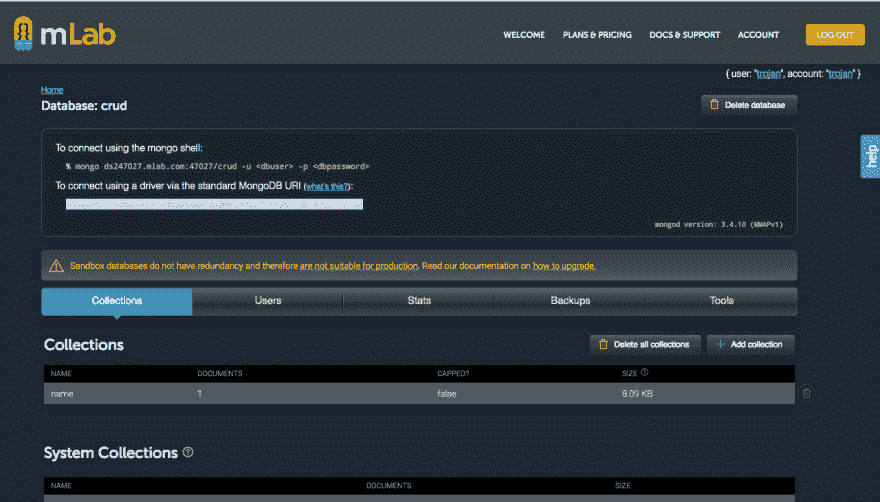 mLab
WELCOME PLANS & PRICING DOCS & SUPPORT ACCOUNT LOG OUT
{ user: "trojan", account: "trojan" }
Home
Database: crud
Delete database
To connect using the mongo shell:
% mongo ds247027.mlab.com:47027/crud -u <dbuser> -p <dbpassword>
To connect using a driver via the standard MongoDB URI (what's this?):
mongod version: 3.4.10 (MMAPv1)
help
Sandbox databases do not have redundancy and therefore are not suitable for production. Read our documentation on how to upgrade.
Collections Users Stats Backups Tools
Collections
Delete all collections
Add collection
NAME DOCUMENTS CAPPED? SIZE
name 1 false 8.09 KB
System Collections
NAME DOCUMENTS SIZE